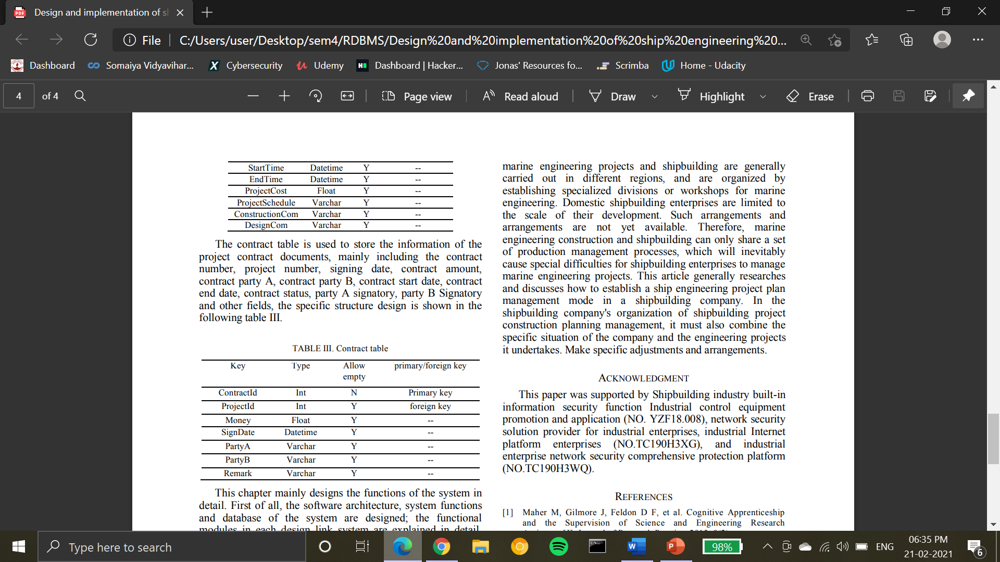 Design and implementation of s
File
C:/Users/user/Desktop/sem4/RDBMS/Design%20and%20implementation%20of%20ship%20engineering%20...
Dashboard
Somaiya Vidyavihar...
Cybersecurity
Udemy
Dashboard | Hacker...
Jonas' Resources fo...
Scrimba
Home - Udacity
4 of 4
Page view
Read aloud
Draw
Highlight
Erase
StartTime Datetime Y --
EndTime Datetime Y --
ProjectCost Float Y --
ProjectSchedule Varchar Y --
ConstructionCom Varchar Y --
DesignCom Varchar Y --
The contract table is used to store the information of the
project contract documents, mainly including the contract
number, project number, signing date, contract amount,
contract party A, contract party B, contract start date, contract
end date, contract status, party A signatory, party B Signatory
and other fields, the specific structure design is shown in the
following table III.
TABLE III. Contract table
Key Type Allow empty primary/foreign key
ContractId Int N Primary key
ProjectId Int Y foreign key
Money Float Y --
SignDate Datetime Y --
PartyA Varchar Y --
PartyB Varchar Y --
Remark Varchar Y --
This chapter mainly designs the functions of the system in
detail. First of all, the software architecture, system functions
and database of the system are designed; the functional
modules in each design link system are explained in detail
marine engineering projects and shipbuilding are generally
carried out in different regions, and are organized by
establishing specialized divisions or workshops for marine
engineering. Domestic shipbuilding enterprises are limited to
the scale of their development. Such arrangements and
arrangements are not yet available. Therefore, marine
engineering construction and shipbuilding can only share a set
of production management processes, which will inevitably
cause special difficulties for shipbuilding enterprises to manage
marine engineering projects. This article generally researches
and discusses how to establish a ship engineering project plan
management mode in a shipbuilding company. In the
shipbuilding company's organization of shipbuilding project
construction planning management, it must also combine the
specific situation of the company and the engineering projects
it undertakes. Make specific adjustments and arrangements.
ACKNOWLEDGMENT
This paper was supported by Shipbuilding industry built-in
information security function Industrial control equipment
promotion and application (NO. YZF18.008), network security
solution provider for industrial enterprises, industrial Internet
platform enterprises (NO.TC190H3XG), and industrial
enterprise network security comprehensive protection platform
(NO.TC190H3WQ).
REFERENCES
[1] Maher M, Gilmore J, Feldon D F, et al. Cognitive Apprenticeship
and the Supervision of Science and Engineering Research
Type here to search
98%
ENG
06:35 PM
21-02-2021
6